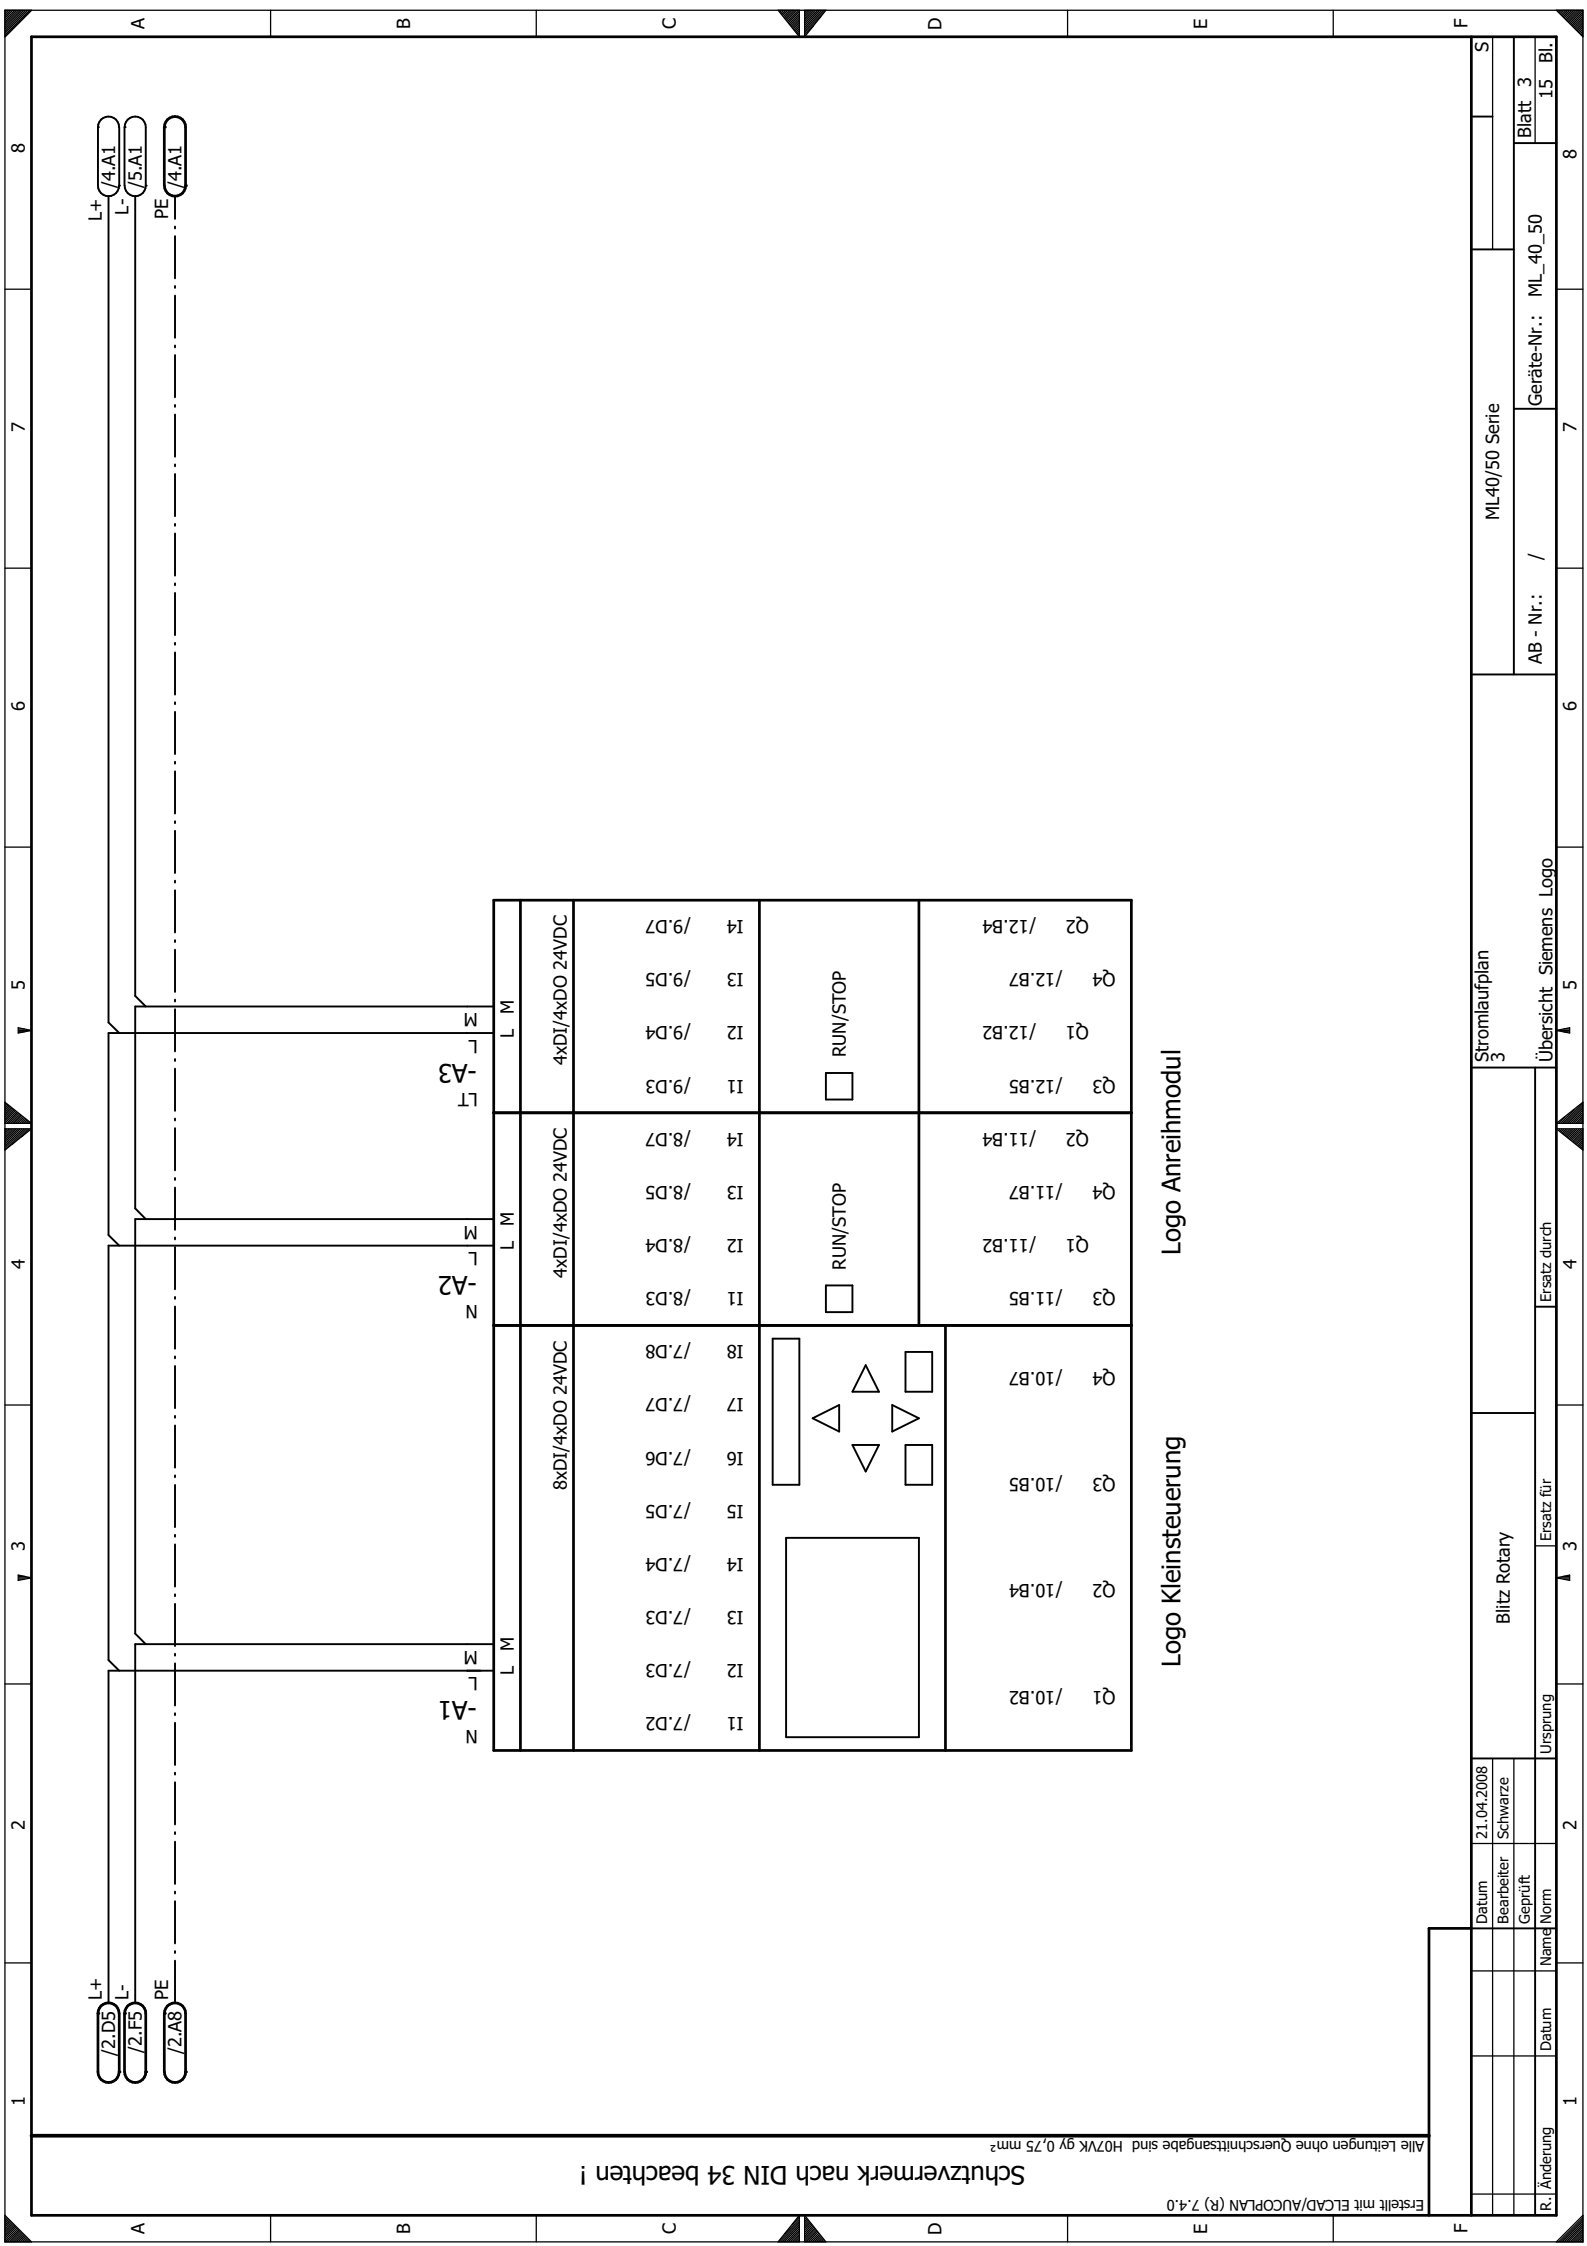 1 2 3 4 5 6 7 8
A
B
C
D
E
F
/2.D5 L+ L+ /4.A1
/2.F5 L- L- /5.A1
/2.A8 PE PE /4.A1
N -A1 L M
N -A2 L M
LT -A3 L M
L M
L M
L M
8xDI/4xDO 24VDC
4xDI/4xDO 24VDC
4xDI/4xDO 24VDC
/7.D2 /7.D3 /7.D3 /7.D4 /7.D5 /7.D6 /7.D7 /7.D8
I1 I2 I3 I4 I5 I6 I7 I8
/8.D3 /8.D4 /8.D5 /8.D7
I1 I2 I3 I4
/9.D3 /9.D4 /9.D5 /9.D7
I1 I2 I3 I4
RUN/STOP
RUN/STOP
/10.B2 /10.B4 /10.B5 /10.B7
Q1 Q2 Q3 Q4
/11.B5 /11.B2 /11.B7 /11.B4
Q3 Q1 Q4 Q2
/12.B5 /12.B2 /12.B7 /12.B4
Q3 Q1 Q4 Q2
Logo Kleinsteuerung
Logo Anreihmodul
Schutzvermerk nach DIN 34 beachten !
Alle Leitungen ohne Querschnittsangabe sind H07VK gy 0,75 mm²
Erstellt mit ELCAD/AUCOPLAN (R) 7.4.0
R. Änderung Datum Name Norm
Datum 21.04.2008
Bearbeiter Schwarze
Geprüft
Blitz Rotary
Ursprung Ersatz für Ersatz durch
Stromlaufplan
3
Übersicht Siemens Logo
ML40/50 Serie
S
AB - Nr.: /
Geräte-Nr.: ML_40_50
Blatt 3
15 Bl.
A
B
C
D
E
F
1 2 3 4 5 6 7 8